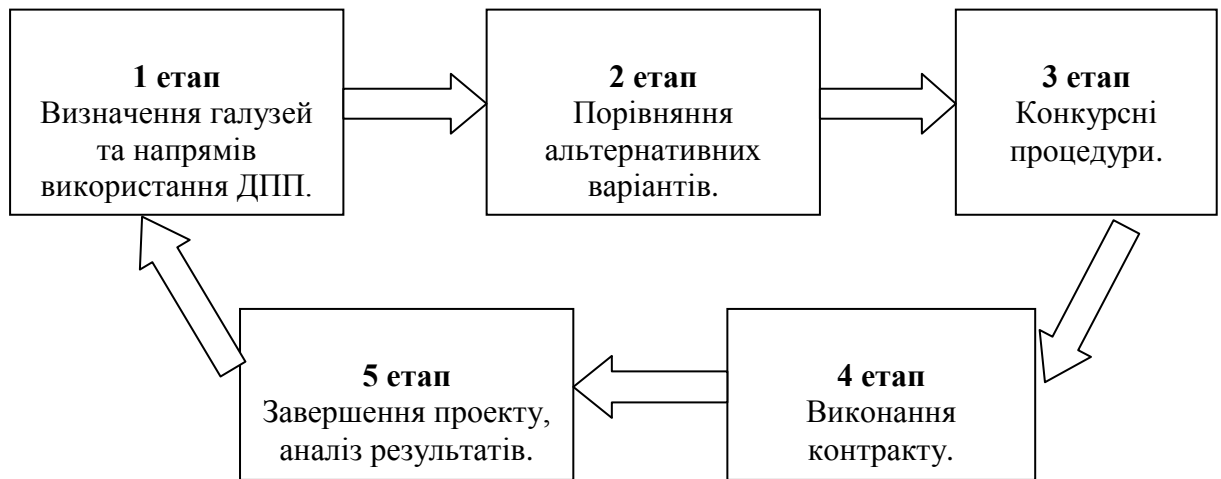 1 етап
Визначення галузей
та напрямів
використання ДПП.
2 етап
Порівняння
альтернативних
варіантів.
3 етап
Конкурсні
процедури.
4 етап
Виконання
контракту.
5 етап
Завершення проекту,
аналіз результатів.